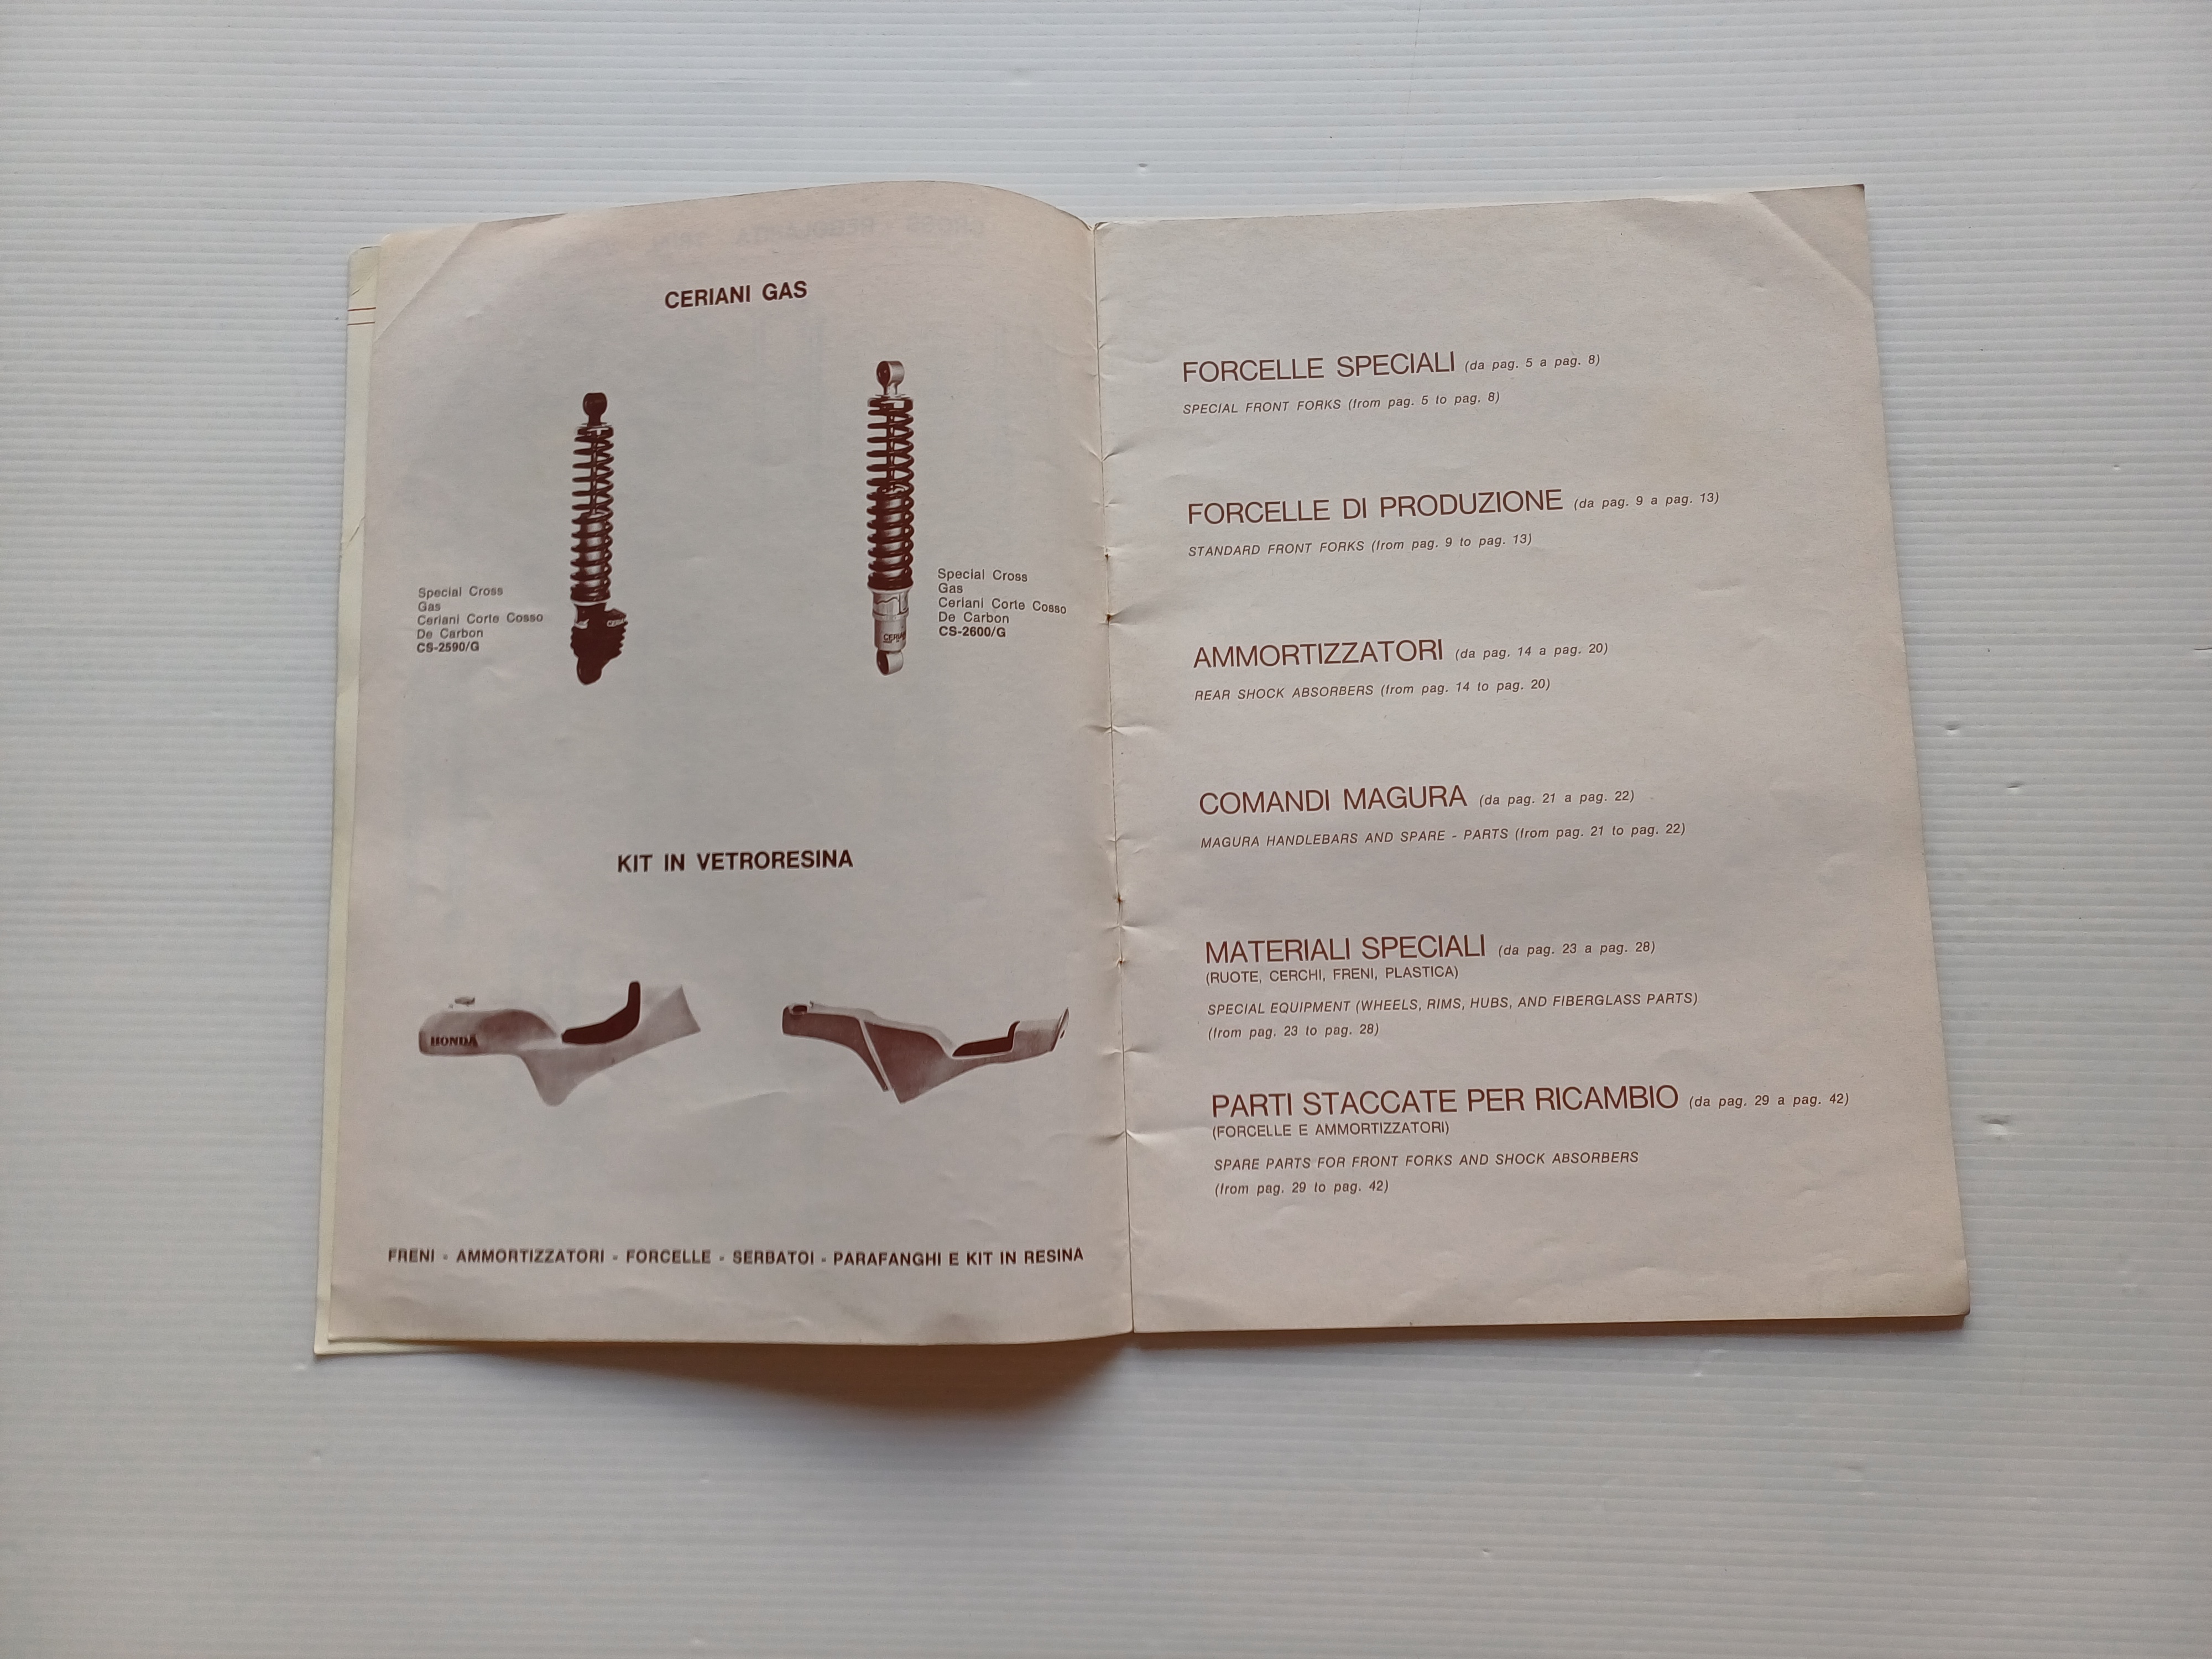 CERIANI GAS
Special Cross
Gas
Ceriani Corte Cosso
De Carbon
CS-2590/G
Special Cross
Gas
Ceriani Corte Cosso
De Carbon
CS-2600/G
KIT IN VETRORESINA
HONDA
FRENI - AMMORTIZZATORI - FORCELLE - SERBATOI - PARAFANGHI E KIT IN RESINA
FORCELLE SPECIALI (da pag. 5 a pag. 8)
SPECIAL FRONT FORKS (from pag. 5 to pag. 8)
FORCELLE DI PRODUZIONE (da pag. 9 a pag. 13)
STANDARD FRONT FORKS (from pag. 9 to pag. 13)
AMMORTIZZATORI (da pag. 14 a pag. 20)
REAR SHOCK ABSORBERS (from pag. 14 to pag. 20)
COMANDI MAGURA (da pag. 21 a pag. 22)
MAGURA HANDLEBARS AND SPARE - PARTS (from pag. 21 to pag. 22)
MATERIALI SPECIALI (da pag. 23 a pag. 28)
(RUOTE, CERCHI, FRENI, PLASTICA)
SPECIAL EQUIPMENT (WHEELS, RIMS, HUBS, AND FIBERGLASS PARTS)
(from pag. 23 to pag. 28)
PARTI STACCATE PER RICAMBIO (da pag. 29 a pag. 42)
(FORCELLE E AMMORTIZZATORI)
SPARE PARTS FOR FRONT FORKS AND SHOCK ABSORBERS
(from pag. 29 to pag. 42)